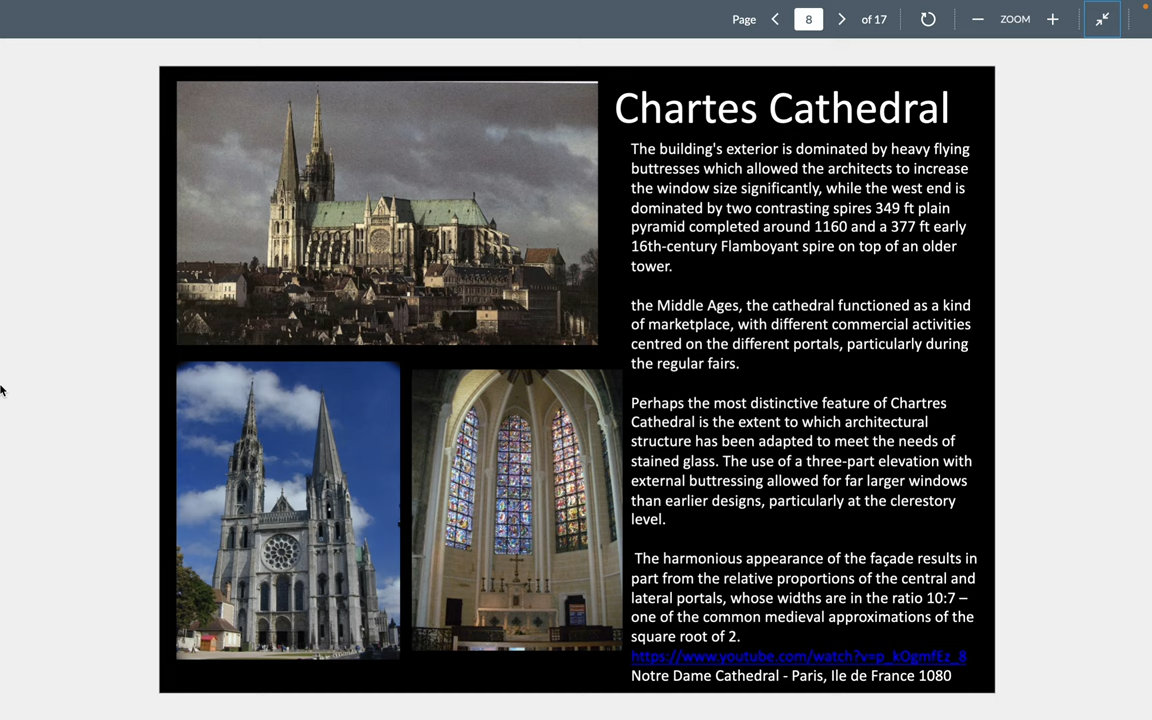 Page 8 of 17 ZOOM
Chartes Cathedral
The building's exterior is dominated by heavy flying
buttresses which allowed the architects to increase
the window size significantly, while the west end is
dominated by two contrasting spires 349 ft plain
pyramid completed around 1160 and a 377 ft early
16th-century Flamboyant spire on top of an older
tower.
the Middle Ages, the cathedral functioned as a kind
of marketplace, with different commercial activities
centred on the different portals, particularly during
the regular fairs.
Perhaps the most distinctive feature of Chartres
Cathedral is the extent to which architectural
structure has been adapted to meet the needs of
stained glass. The use of a three-part elevation with
external buttressing allowed for far larger windows
than earlier designs, particularly at the clerestory
level.
The harmonious appearance of the façade results in
part from the relative proportions of the central and
lateral portals, whose widths are in the ratio 10:7 –
one of the common medieval approximations of the
square root of 2.
https://www.youtube.com/watch?v=p_kOgmfEz_8
Notre Dame Cathedral - Paris, Ile de France 1080